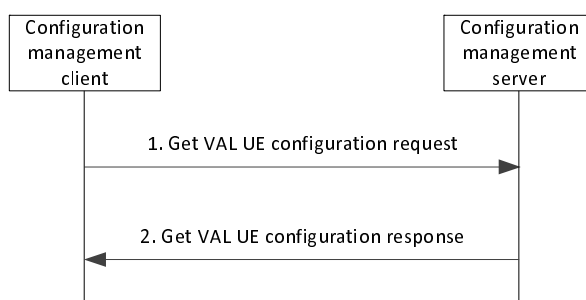 Configuration
management
client
Configuration
management
server
1. Get VAL UE configuration request
2. Get VAL UE configuration response